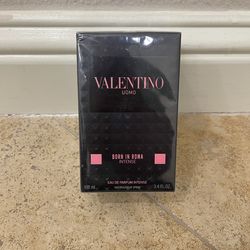 VALENTINO
UOMO
BORN IN ROMA
INTENSE
EAU DE PARFUM INTENSE
100 ml 3.4 FL.OZ.